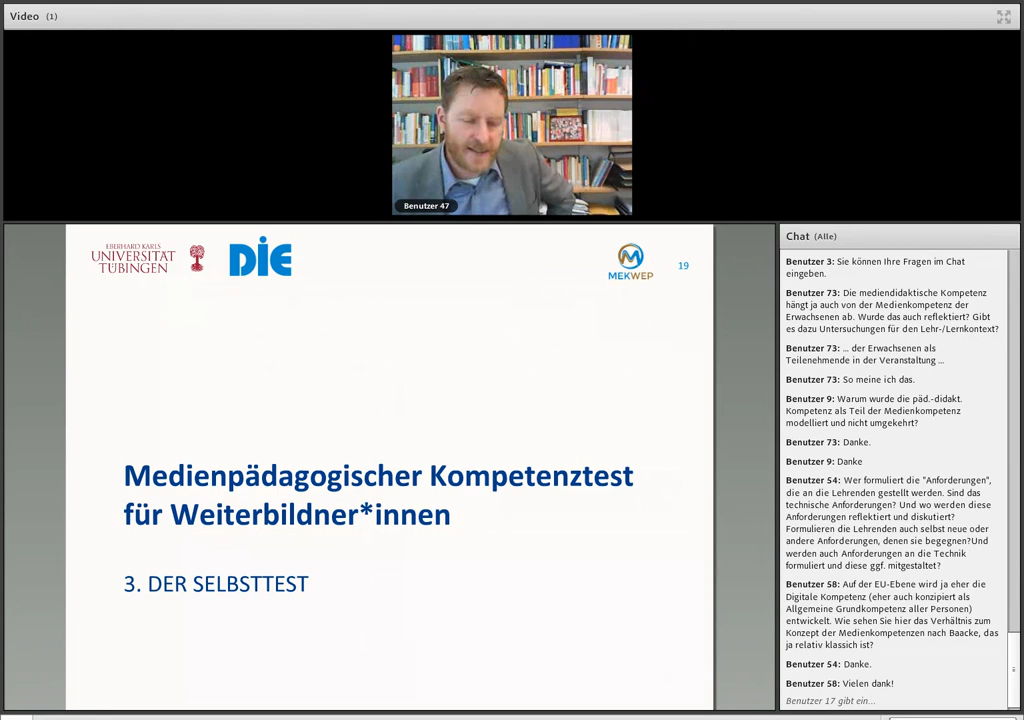 Video (1)
Benutzer 47
EBERHARD KARLS
UNIVERSITÄT
TÜBINGEN
DIE
MEKWEP
19
Medienpädagogischer Kompetenztest
für Weiterbildner*innen
3. DER SELBSTTEST
Chat (Alle)
Benutzer 3: Sie können Ihre Fragen im Chat
eingeben.
Benutzer 73: Die mediendidaktische Kompetenz
hängt ja auch von der Medienkompetenz der
Erwachsenen ab. Wurde das auch reflektiert? Gibt
es dazu Untersuchungen für den Lehr-/Lernkontext?
Benutzer 73: ... der Erwachsenen als
Teilenehmende in der Veranstaltung ...
Benutzer 73: So meine ich das.
Benutzer 9: Warum wurde die päd.-didakt.
Kompetenz als Teil der Medienkompetenz
modelliert und nicht umgekehrt?
Benutzer 73: Danke.
Benutzer 9: Danke
Benutzer 54: Wer formuliert die "Anforderungen",
die an die Lehrenden gestellt werden. Sind das
technische Anforderungen? Und wo werden diese
Anforderungen reflektiert und diskutiert?
Formulieren die Lehrenden auch selbst neue oder
andere Anforderungen, denen sie begegnen?Und
werden auch Anforderungen an die Technik
formuliert und diese ggf. mitgestaltet?
Benutzer 58: Auf der EU-Ebene wird ja eher die
Digitale Kompetenz (eher auch konzipiert als
Allgemeine Grundkompetenz aller Personen)
entwickelt. Wie sehen Sie hier das Verhältnis zum
Konzept der Medienkompetenzen nach Baacke, das
ja relativ klassich ist?
Benutzer 54: Danke.
Benutzer 58: Vielen dank!
Benutzer 17 gibt ein...